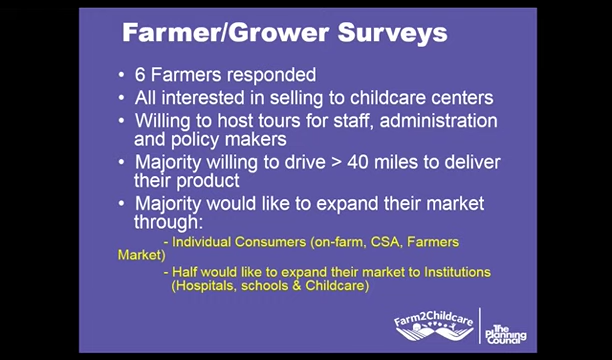 Farmer/Grower Surveys
• 6 Farmers responded
• All interested in selling to childcare centers
• Willing to host tours for staff, administration
and policy makers
• Majority willing to drive > 40 miles to deliver
their product
• Majority would like to expand their market
through:
- Individual Consumers (on-farm, CSA, Farmers
Market)
- Half would like to expand their market to Institutions
(Hospitals, schools & Childcare)
Farm2Childcare
The
Planning
Council